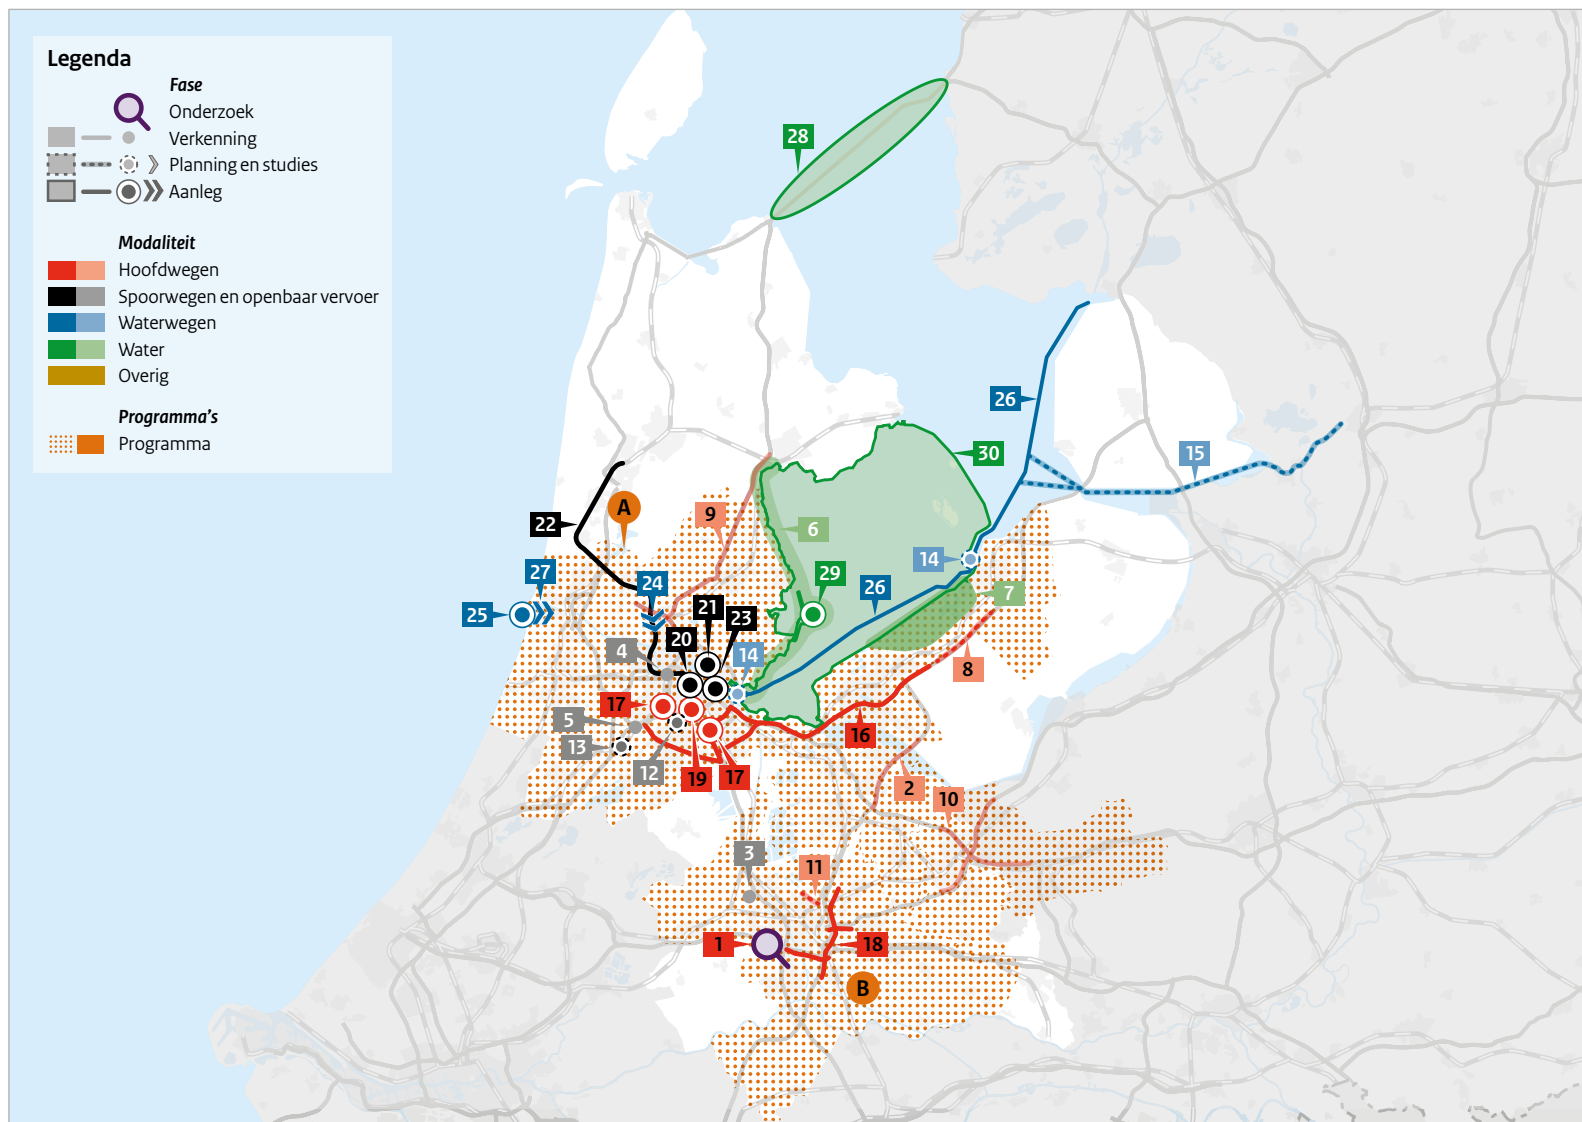 Legenda
Fase
Onderzoek
Verkenning
Planning en studies
Aanleg
Modaliteit
Hoofdwegen
Spoorwegen en openbaar vervoer
Waterwegen
Water
Overig
Programma's
Programma
28
26
30
15
A
9
22
6
14
27
24
29
26
7
25
21
23
20
4
14
8
17
5
16
13
12
19
17
2
10
3
11
1
18
B